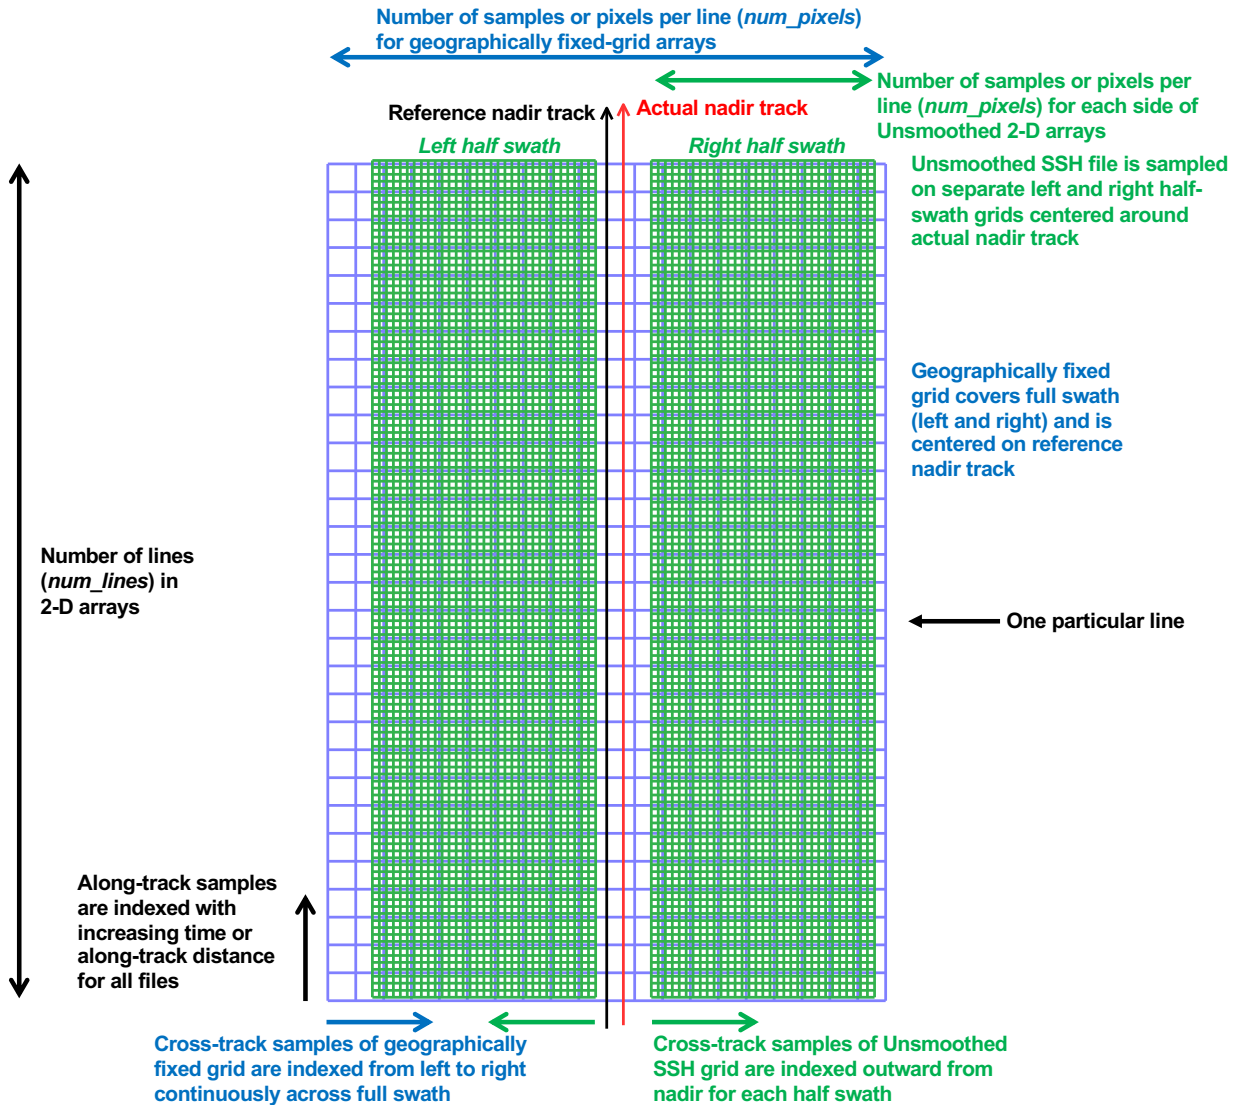 Number of samples or pixels per line (num_pixels)
for geographically fixed-grid arrays
Number of samples or pixels per
line (num_pixels) for each side of
Unsmoothed 2-D arrays
Reference nadir track
Actual nadir track
Left half swath
Right half swath
Unsmoothed SSH file is sampled
on separate left and right half-
swath grids centered around
actual nadir track
Geographically fixed
grid covers full swath
(left and right) and is
centered on reference
nadir track
Number of lines
(num_lines) in
2-D arrays
One particular line
Along-track samples
are indexed with
increasing time or
along-track distance
for all files
Cross-track samples of geographically
fixed grid are indexed from left to right
continuously across full swath
Cross-track samples of Unsmoothed
SSH grid are indexed outward from
nadir for each half swath